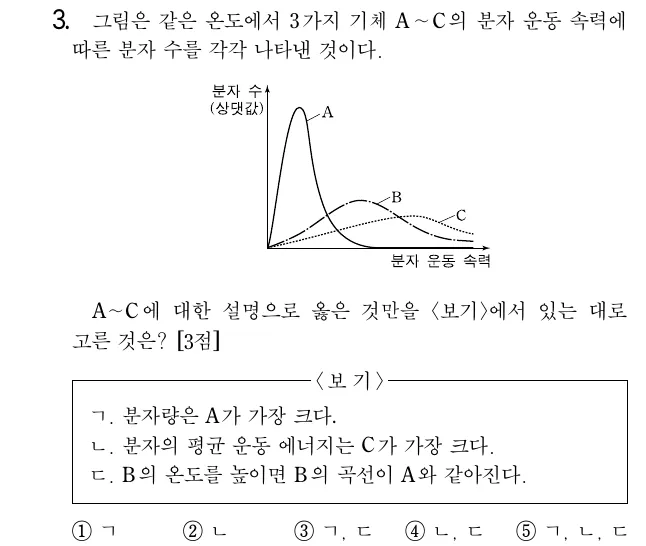 3. 그림은 같은 온도에서 3가지 기체 A~C의 분자 운동 속력에
따른 분자 수를 각각 나타낸 것이다.
분자 수
(상댓값)
A
B
C
분자 운동 속력
A~C에 대한 설명으로 옳은 것만을 〈보기〉에서 있는 대로
고른 것은? [3점]
〈보 기〉
ㄱ. 분자량은 A가 가장 크다.
ㄴ. 분자의 평균 운동 에너지는 C가 가장 크다.
ㄷ. B의 온도를 높이면 B의 곡선이 A와 같아진다.
① ㄱ ② ㄴ ③ ㄱ, ㄷ ④ ㄴ, ㄷ ⑤ ㄱ, ㄴ, ㄷ